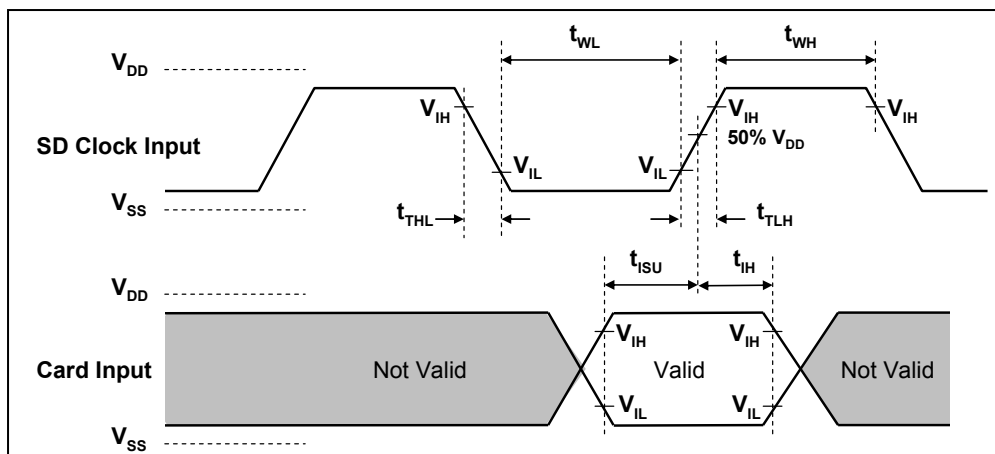 t_WL t_WH
V_DD
V_IH V_IH V_IH
50% V_DD
SD Clock Input
V_IL V_IL
V_SS
t_THL t_TLH
t_ISU t_IH
V_DD
V_IH V_IH
Card Input Not Valid Valid Not Valid
V_IL V_IL
V_SS